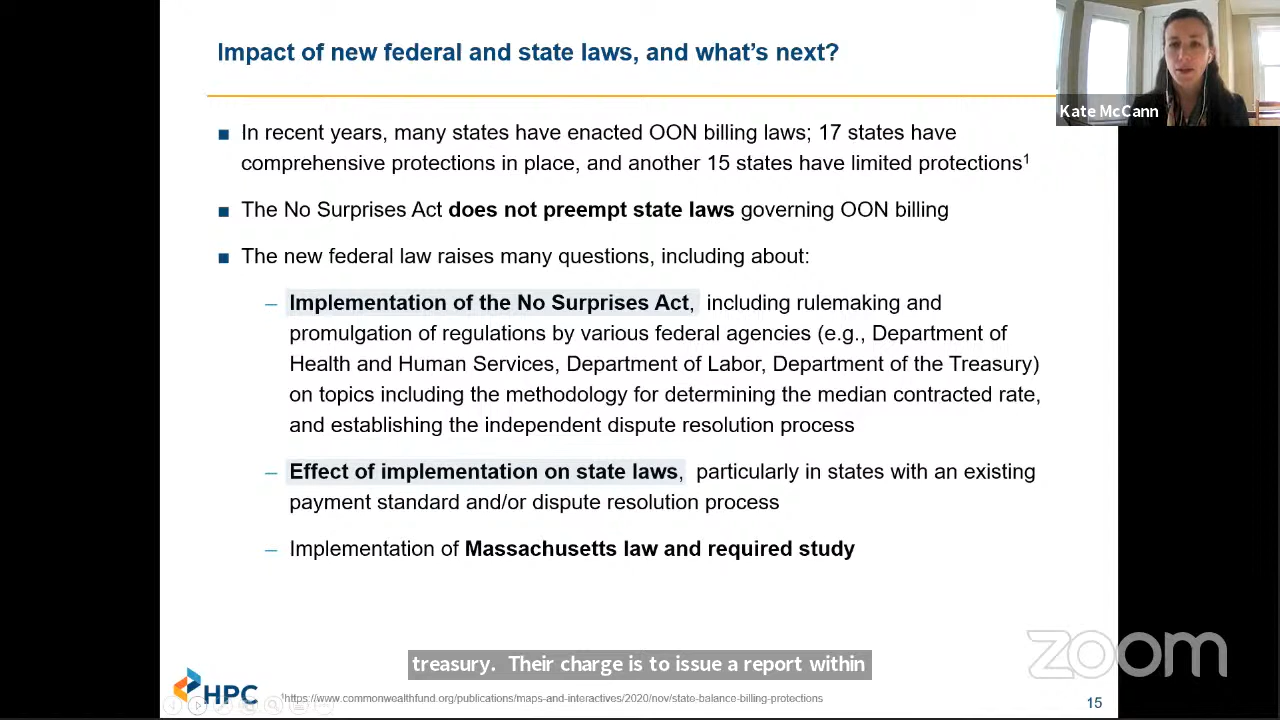 Impact of new federal and state laws, and what's next?
Kate McCann
■ In recent years, many states have enacted OON billing laws; 17 states have
comprehensive protections in place, and another 15 states have limited protections¹
■ The No Surprises Act does not preempt state laws governing OON billing
■ The new federal law raises many questions, including about:
– Implementation of the No Surprises Act, including rulemaking and
promulgation of regulations by various federal agencies (e.g., Department of
Health and Human Services, Department of Labor, Department of the Treasury)
on topics including the methodology for determining the median contracted rate,
and establishing the independent dispute resolution process
– Effect of implementation on state laws, particularly in states with an existing
payment standard and/or dispute resolution process
– Implementation of Massachusetts law and required study
treasury. Their charge is to issue a report within
zoom
HPC
¹https://www.commonwealthfund.org/publications/maps-and-interactives/2020/nov/state-balance-billing-protections
15